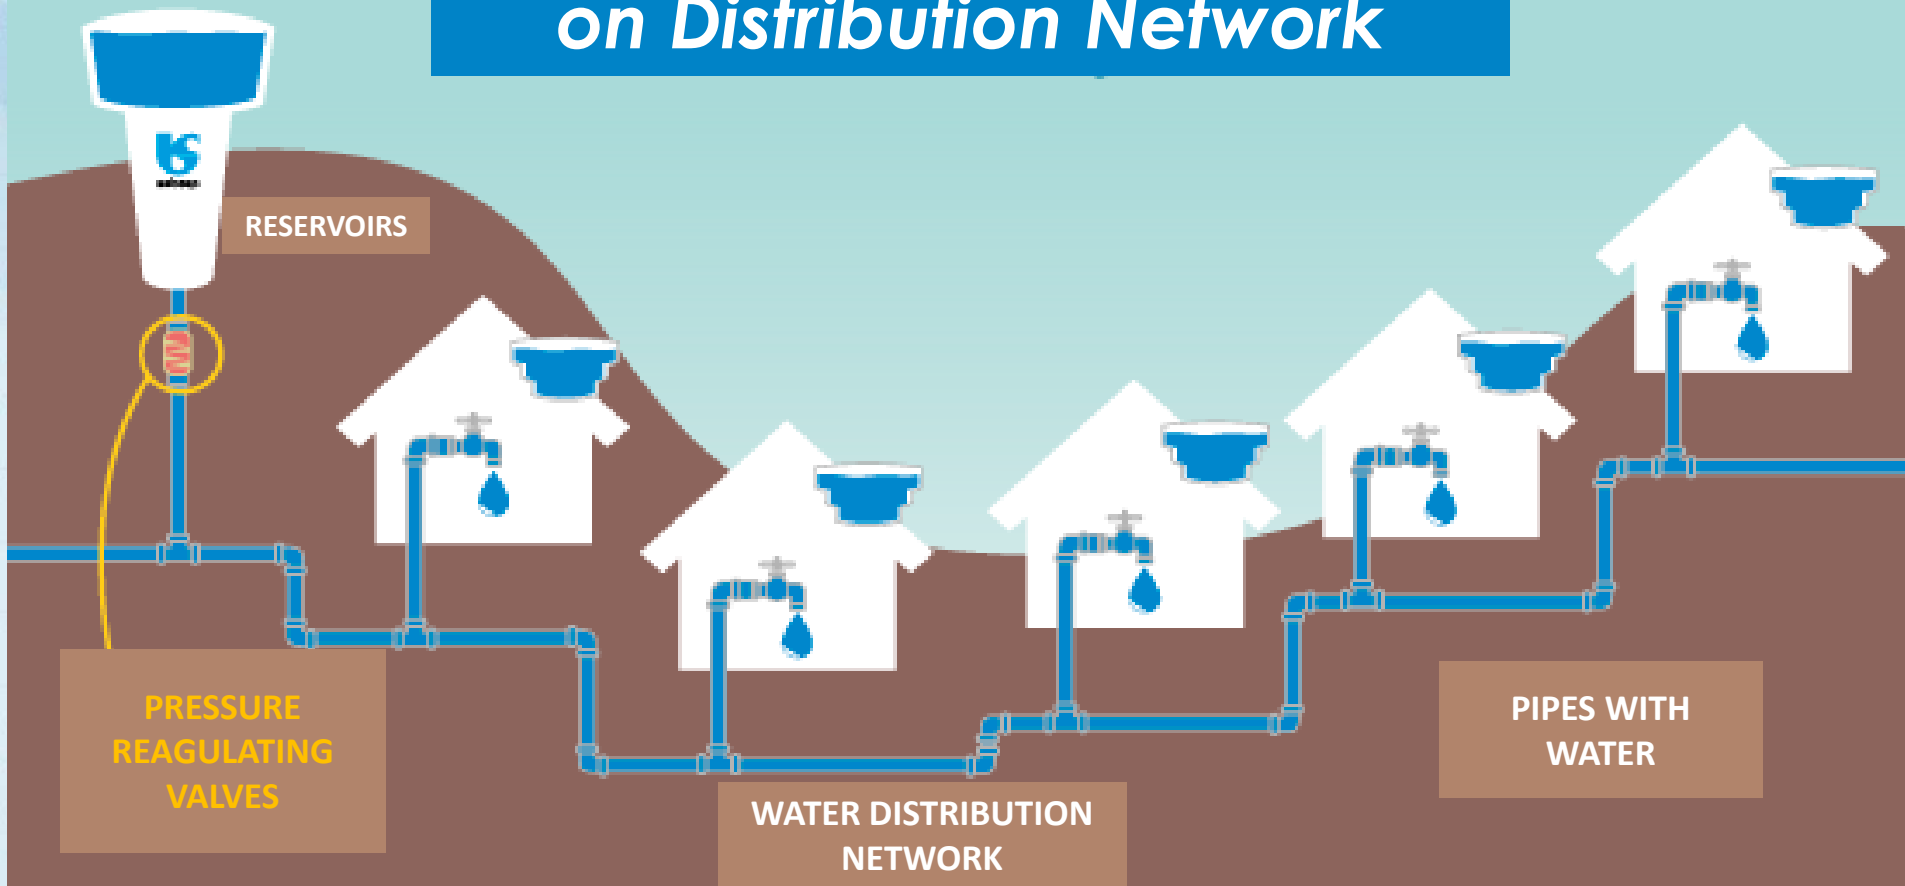 on Distribution Network
RESERVOIRS
PRESSURE
REAGULATING
VALVES
WATER DISTRIBUTION
NETWORK
PIPES WITH
WATER